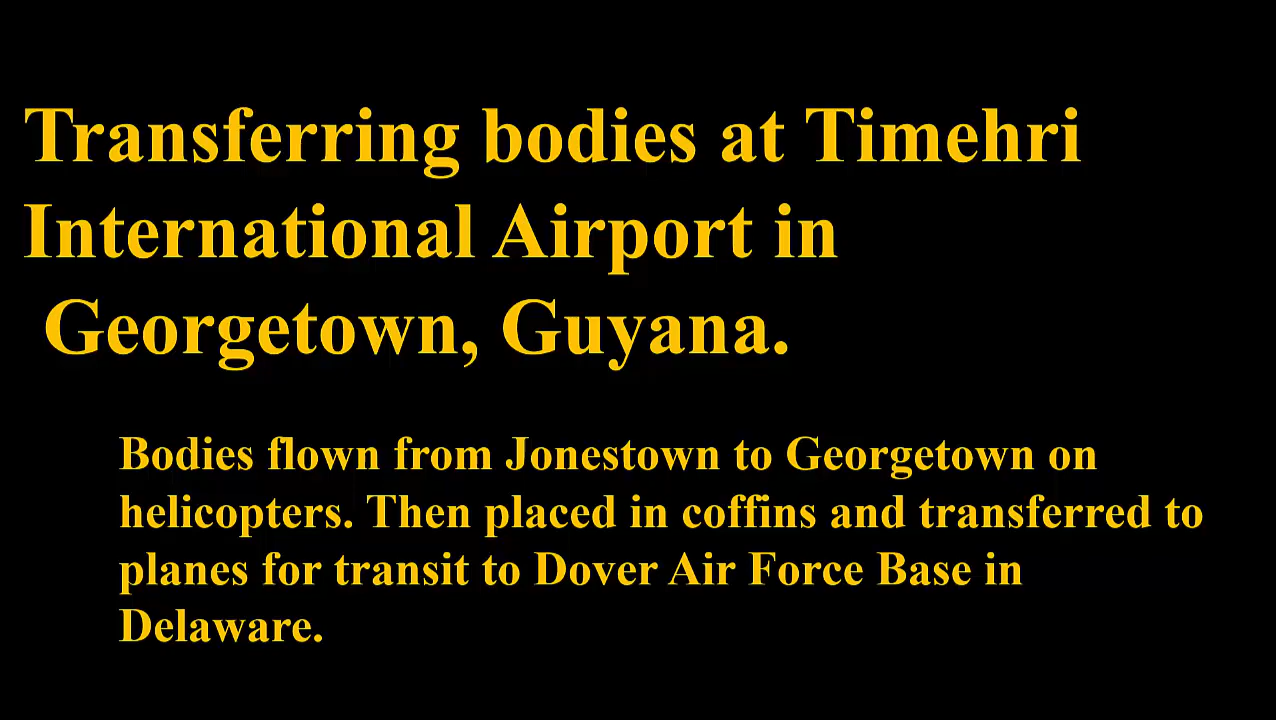 Transferring bodies at Timehri
International Airport in
Georgetown, Guyana.
Bodies flown from Jonestown to Georgetown on
helicopters. Then placed in coffins and transferred to
planes for transit to Dover Air Force Base in
Delaware.